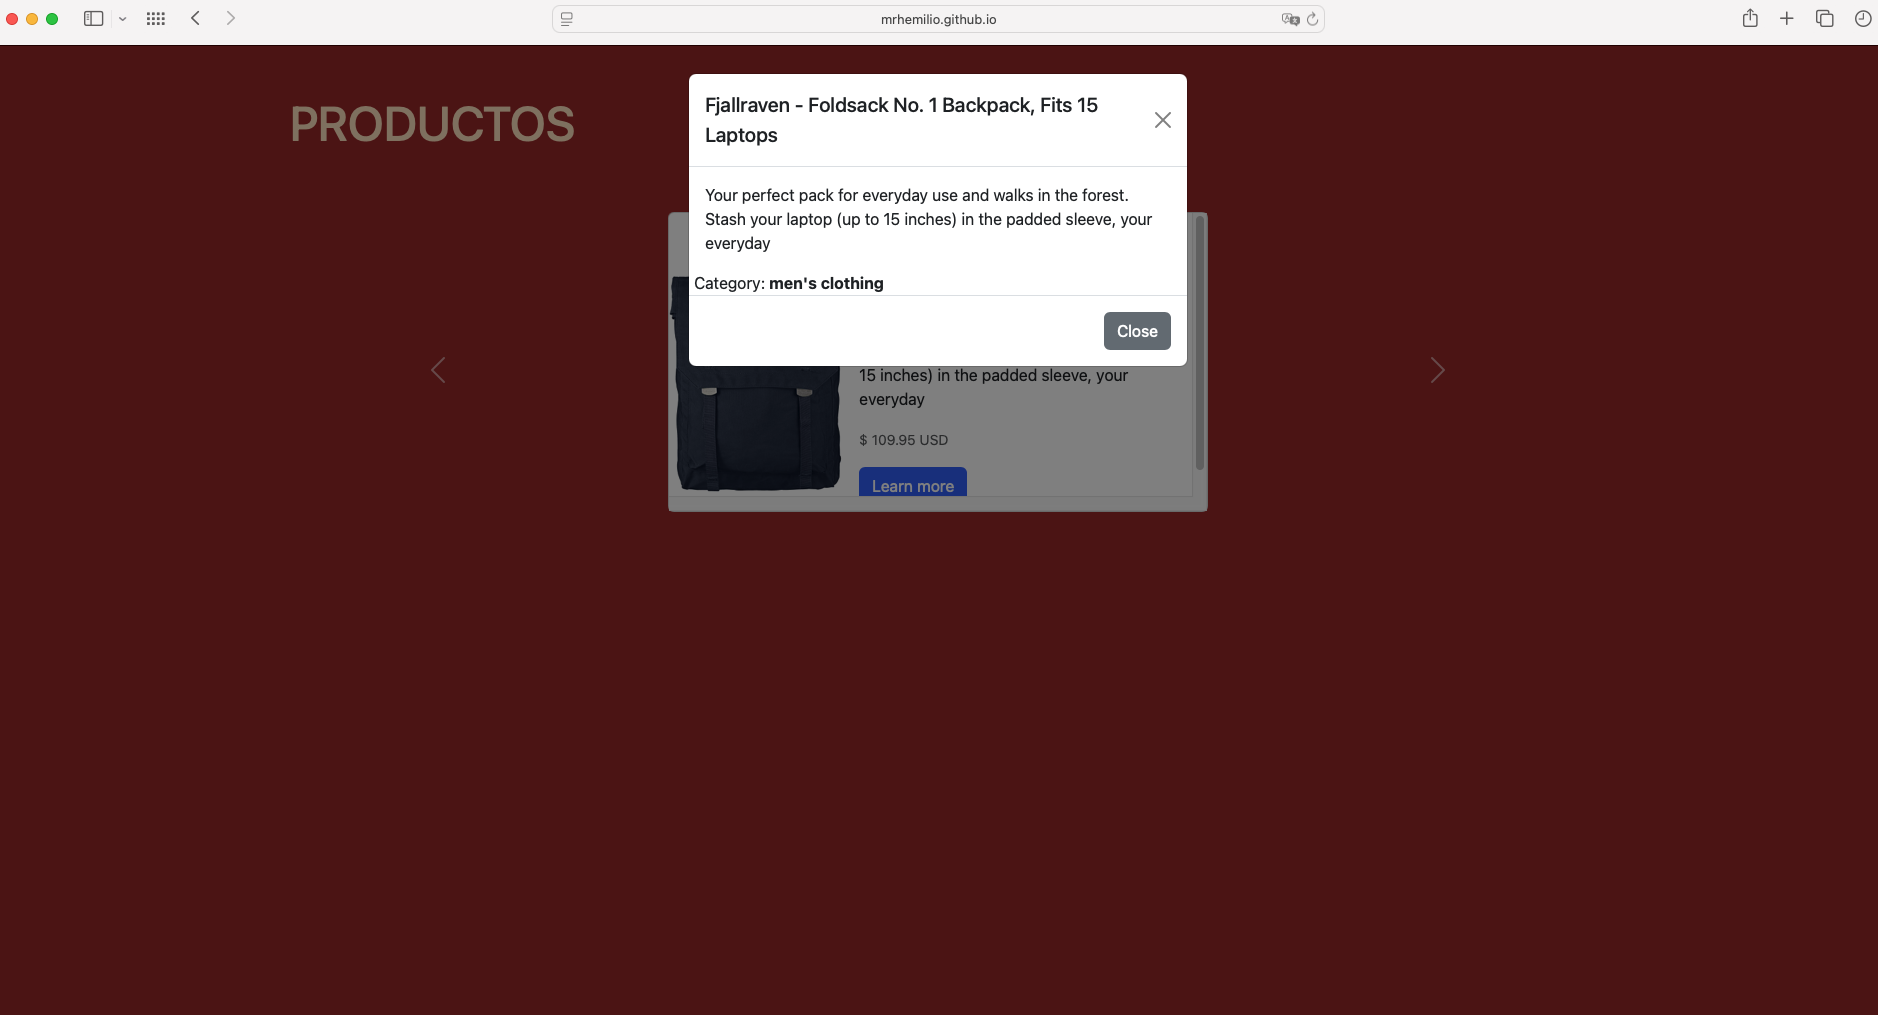 mrhemilio.github.io
PRODUCTOS
Fjallraven - Foldsack No. 1 Backpack, Fits 15
Laptops
Your perfect pack for everyday use and walks in the forest.
Stash your laptop (up to 15 inches) in the padded sleeve, your
everyday
Category: men's clothing
Close
15 inches) in the padded sleeve, your
everyday
$ 109.95 USD
Learn more